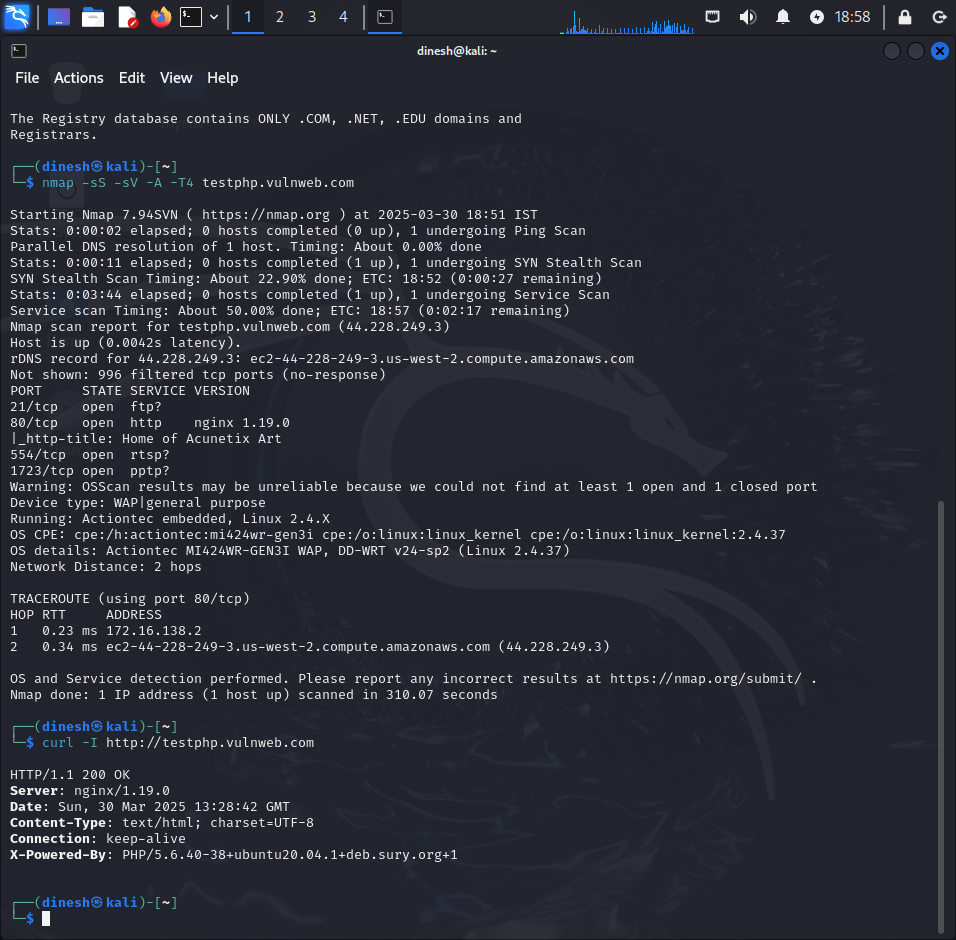 1 2 3 4 18:58
dinesh@kali: ~
File Actions Edit View Help
The Registry database contains ONLY .COM, .NET, .EDU domains and
Registrars.
┌──(dinesh㉿kali)-[~]
└─$ nmap -sS -sV -A -T4 testphp.vulnweb.com
Starting Nmap 7.94SVN ( https://nmap.org ) at 2025-03-30 18:51 IST
Stats: 0:00:02 elapsed; 0 hosts completed (0 up), 1 undergoing Ping Scan
Parallel DNS resolution of 1 host. Timing: About 0.00% done
Stats: 0:00:11 elapsed; 0 hosts completed (1 up), 1 undergoing SYN Stealth Scan
SYN Stealth Scan Timing: About 22.90% done; ETC: 18:52 (0:00:27 remaining)
Stats: 0:03:44 elapsed; 0 hosts completed (1 up), 1 undergoing Service Scan
Service scan Timing: About 50.00% done; ETC: 18:57 (0:02:17 remaining)
Nmap scan report for testphp.vulnweb.com (44.228.249.3)
Host is up (0.0042s latency).
rDNS record for 44.228.249.3: ec2-44-228-249-3.us-west-2.compute.amazonaws.com
Not shown: 996 filtered tcp ports (no-response)
PORT     STATE SERVICE VERSION
21/tcp   open  ftp?
80/tcp   open  http    nginx 1.19.0
|_http-title: Home of Acunetix Art
554/tcp  open  rtsp?
1723/tcp open  pptp?
Warning: OSScan results may be unreliable because we could not find at least 1 open and 1 closed port
Device type: WAP|general purpose
Running: Actiontec embedded, Linux 2.4.X
OS CPE: cpe:/h:actiontec:mi424wr-gen3i cpe:/o:linux:linux_kernel cpe:/o:linux:linux_kernel:2.4.37
OS details: Actiontec MI424WR-GEN3I WAP, DD-WRT v24-sp2 (Linux 2.4.37)
Network Distance: 2 hops
TRACEROUTE (using port 80/tcp)
HOP RTT     ADDRESS
1   0.23 ms 172.16.138.2
2   0.34 ms ec2-44-228-249-3.us-west-2.compute.amazonaws.com (44.228.249.3)
OS and Service detection performed. Please report any incorrect results at https://nmap.org/submit/ .
Nmap done: 1 IP address (1 host up) scanned in 310.07 seconds
┌──(dinesh㉿kali)-[~]
└─$ curl -I http://testphp.vulnweb.com
HTTP/1.1 200 OK
Server: nginx/1.19.0
Date: Sun, 30 Mar 2025 13:28:42 GMT
Content-Type: text/html; charset=UTF-8
Connection: keep-alive
X-Powered-By: PHP/5.6.40-38+ubuntu20.04.1+deb.sury.org+1
┌──(dinesh㉿kali)-[~]
└─$